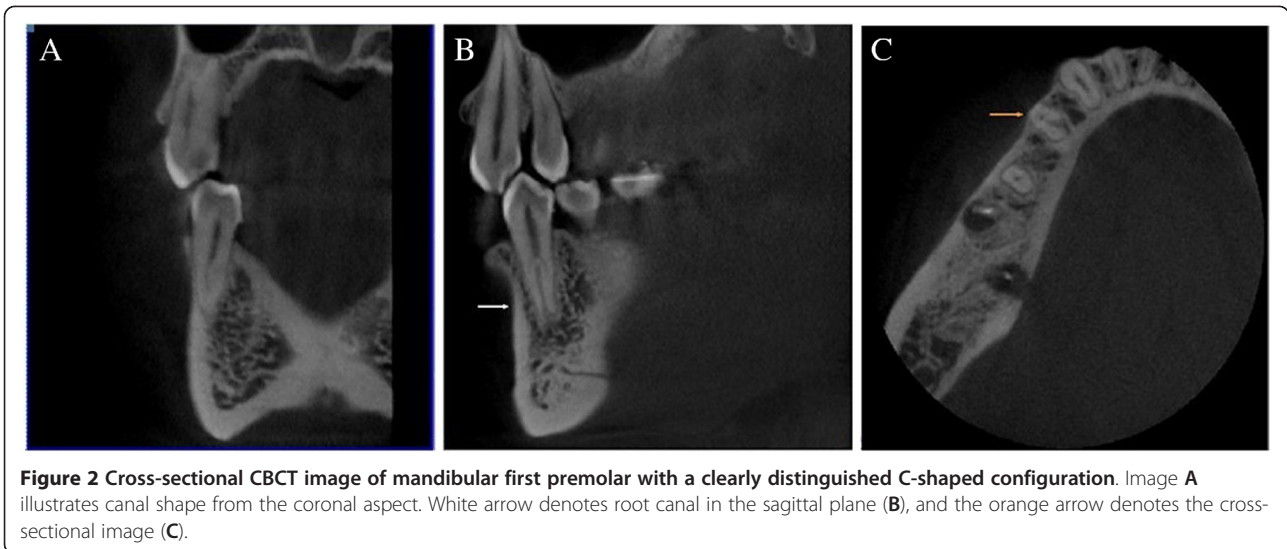 A
B
C
Figure 2 Cross-sectional CBCT image of mandibular first premolar with a clearly distinguished C-shaped configuration. Image A
illustrates canal shape from the coronal aspect. White arrow denotes root canal in the sagittal plane (B), and the orange arrow denotes the cross-
sectional image (C).